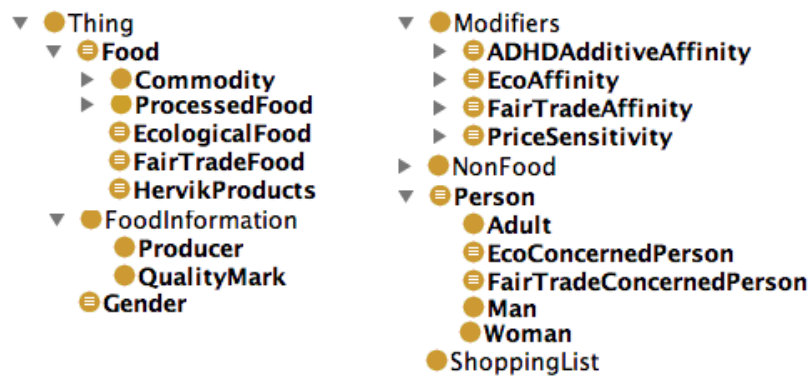 Thing
Food
Commodity
ProcessedFood
EcologicalFood
FairTradeFood
HervikProducts
FoodInformation
Producer
QualityMark
Gender
Modifiers
ADHDAdditiveAffinity
EcoAffinity
FairTradeAffinity
PriceSensitivity
NonFood
Person
Adult
EcoConcernedPerson
FairTradeConcernedPerson
Man
Woman
ShoppingList